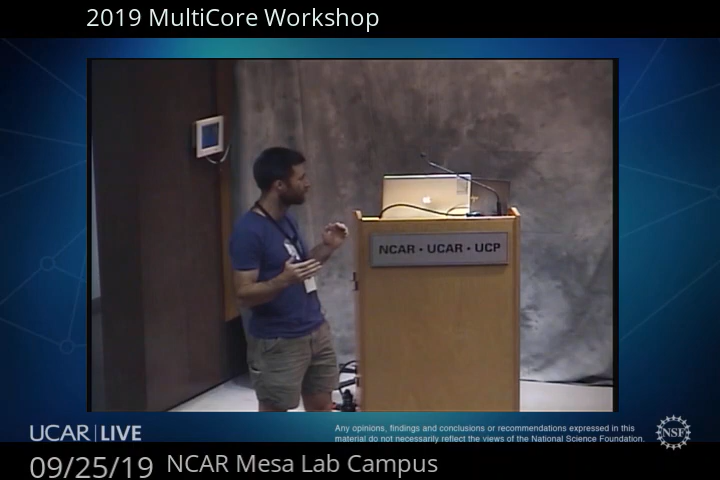 2019 MultiCore Workshop
NCAR • UCAR • UCP
UCAR | LIVE
Any opinions, findings and conclusions or recommendations expressed in this
material do not necessarily reflect the views of the National Science Foundation.
NSF
09/25/19 NCAR Mesa Lab Campus